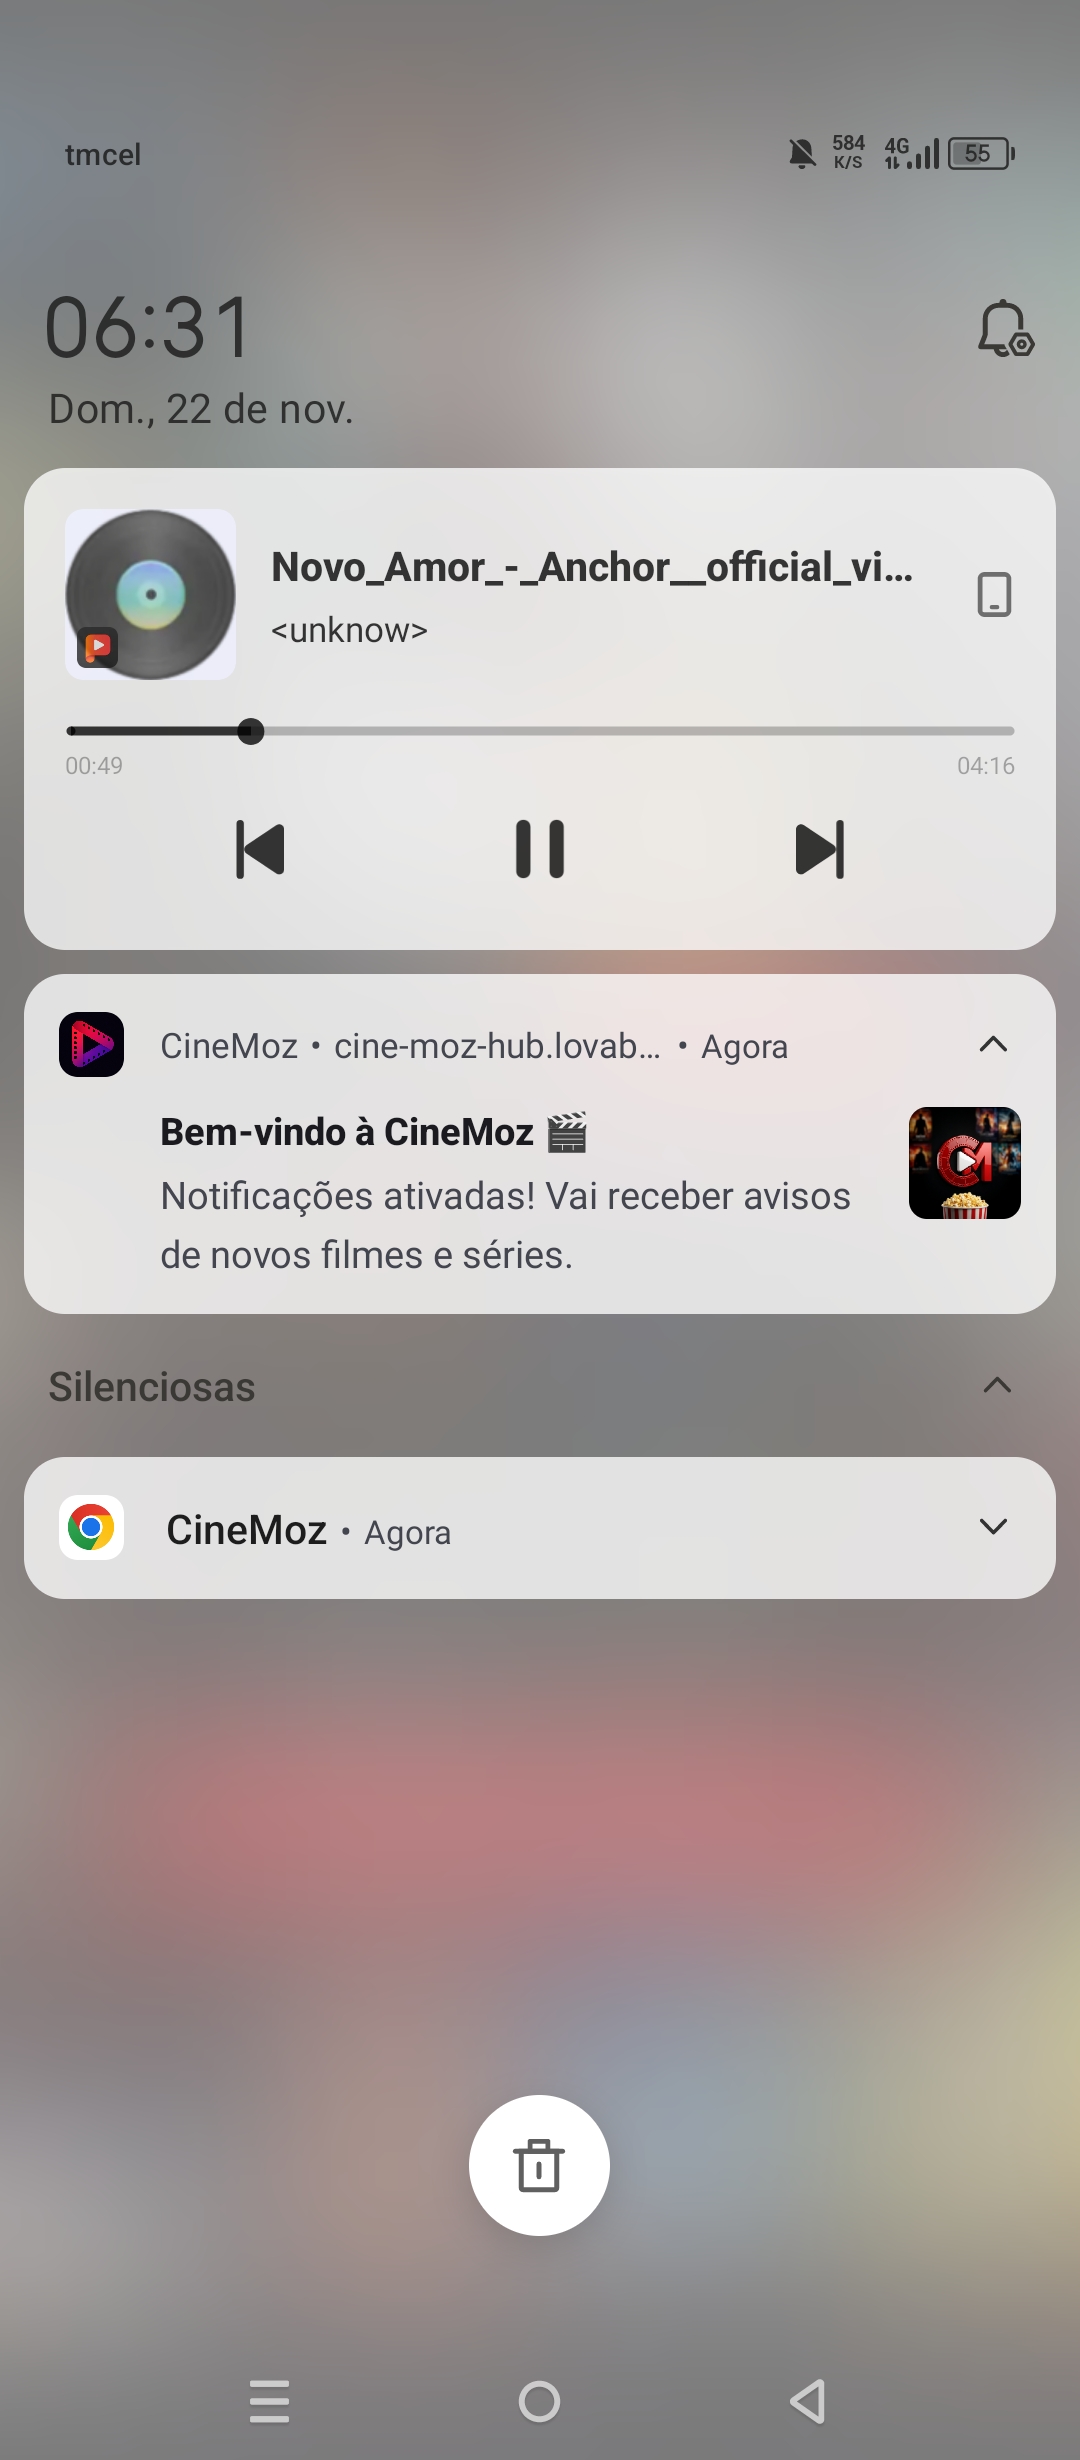 tmcel
584
K/S
4G
55
06:31
Dom., 22 de nov.
Novo_Amor_-_Anchor__official_vi...
<unknow>
00:49
04:16
CineMoz • cine-moz-hub.lovab... • Agora
Bem-vindo à CineMoz 🎬
Notificações ativadas! Vai receber avisos
de novos filmes e séries.
Silenciosas
CineMoz • Agora